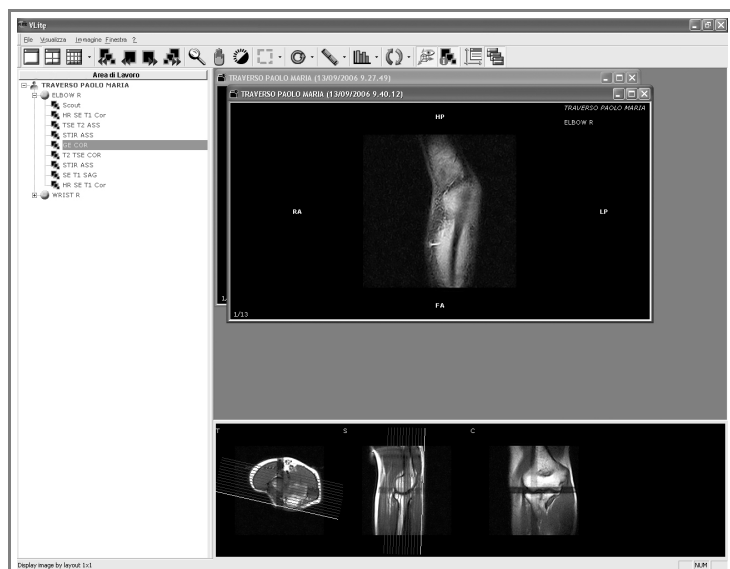 VLite
File Visualizza Immagine Finestra ?
Area di Lavoro
TRAVERSO PAOLO MARIA
ELBOW R
Scout
HR SE T1 Cor
TSE T2 ASS
STIR ASS
GE COR
T2 TSE COR
STIR ASS
SE T1 SAG
HR SE T1 Cor
WRIST R
TRAVERSO PAOLO MARIA (13/09/2006 9.27.49)
TRAVERSO PAOLO MARIA (13/09/2006 9.40.12)
TRAVERSO PAOLO MARIA
HP
ELBOW R
RA
LP
FA
1/13
T S C
Display image by layout 1x1
NUM